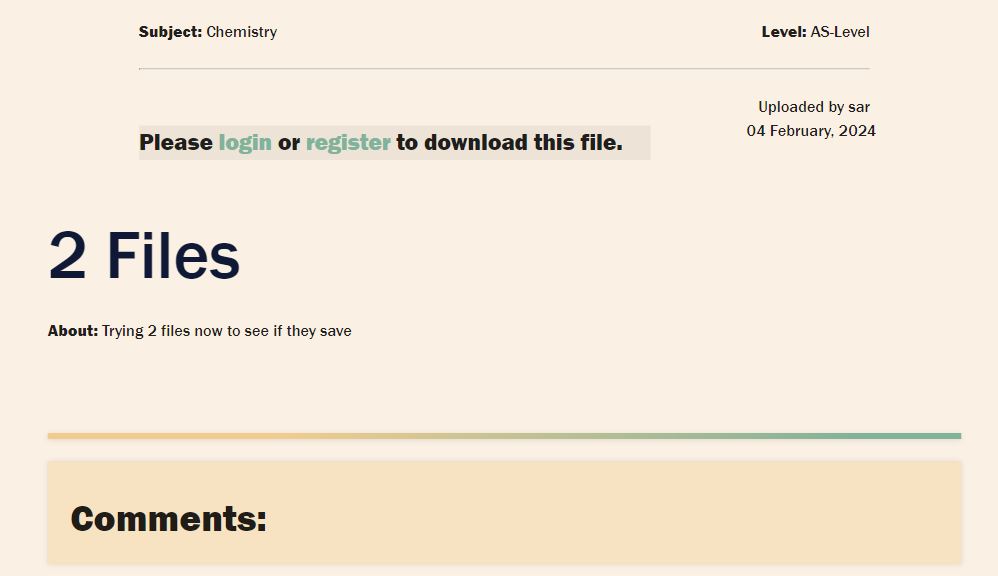 Subject: Chemistry
Level: AS-Level
Uploaded by sar
04 February, 2024
Please login or register to download this file.
2 Files
About: Trying 2 files now to see if they save
Comments: